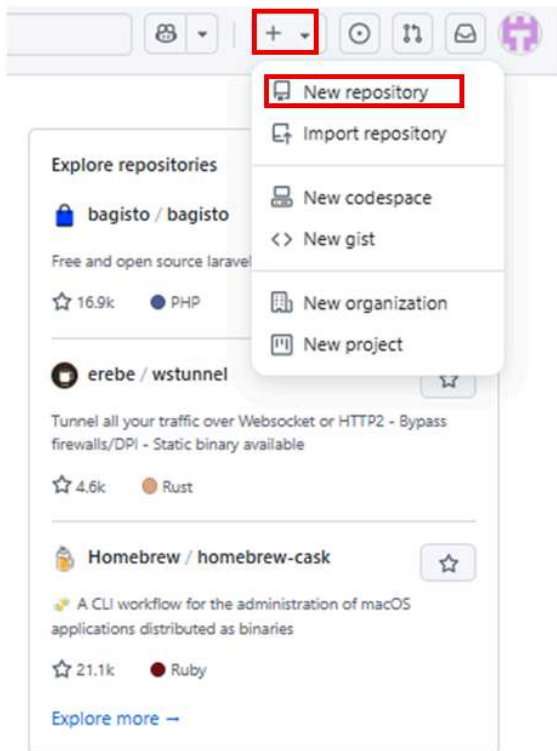 New repository
Import repository
New codespace
<> New gist
New organization
New project
Explore repositories
bagisto / bagisto
Free and open source laravel
16.9k PHP
erebe / wstunnel
Tunnel all your traffic over Websocket or HTTP2 - Bypass
firewalls/DPI - Static binary available
4.6k Rust
Homebrew / homebrew-cask
A CLI workflow for the administration of macOS
applications distributed as binaries
21.1k Ruby
Explore more →